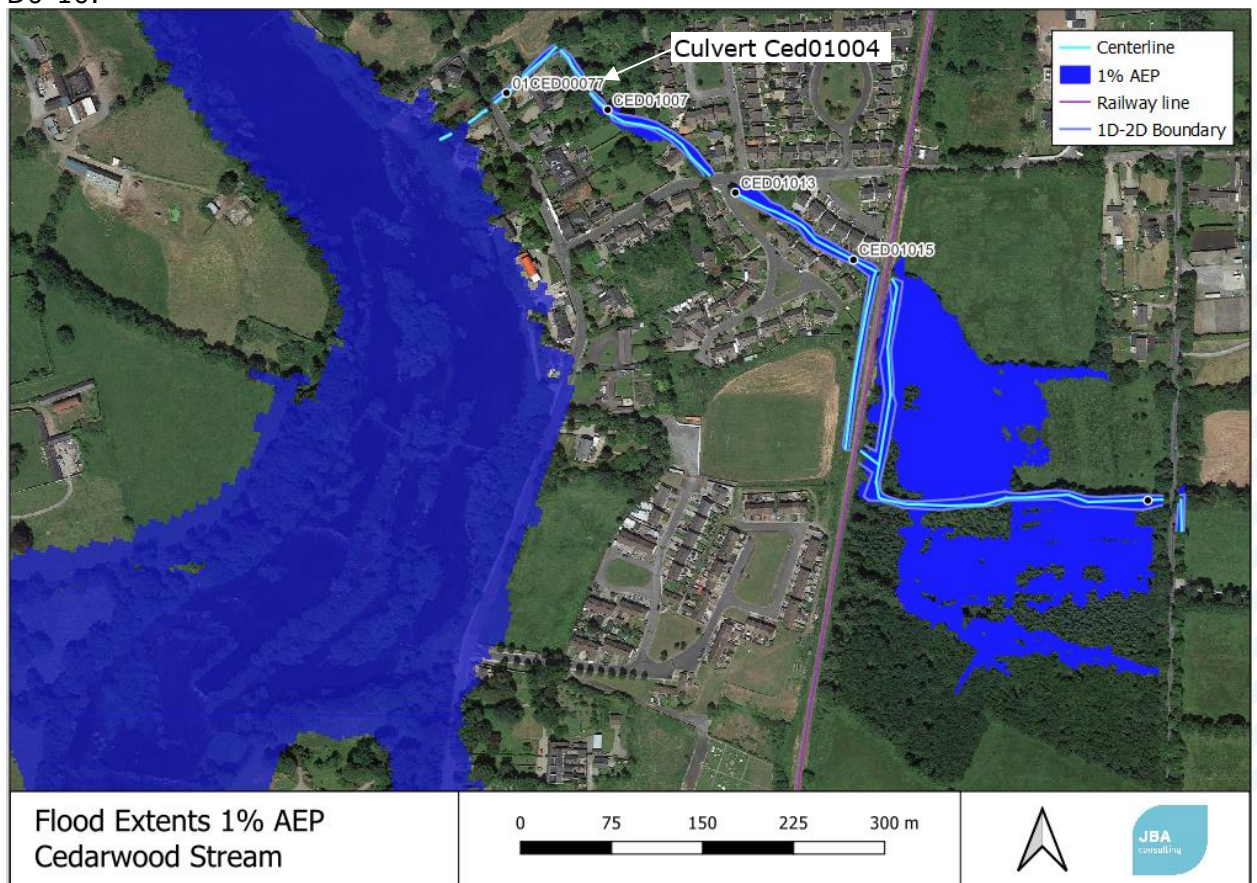 Culvert Ced01004
Centerline
1% AEP
Railway line
1D-2D Boundary
01CED00077
CED01007
CED01013
CED01015
Flood Extents 1% AEP
Cedarwood Stream
0 75 150 225 300 m
JBA
consulting